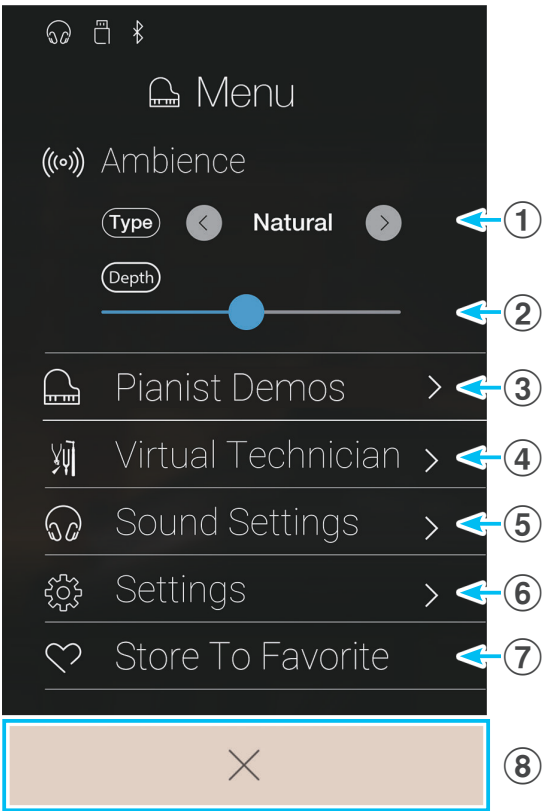 Menu
Ambience
Type Natural ①
Depth
②
Pianist Demos ③
Virtual Technician ④
Sound Settings ⑤
Settings ⑥
Store To Favorite ⑦
⑧